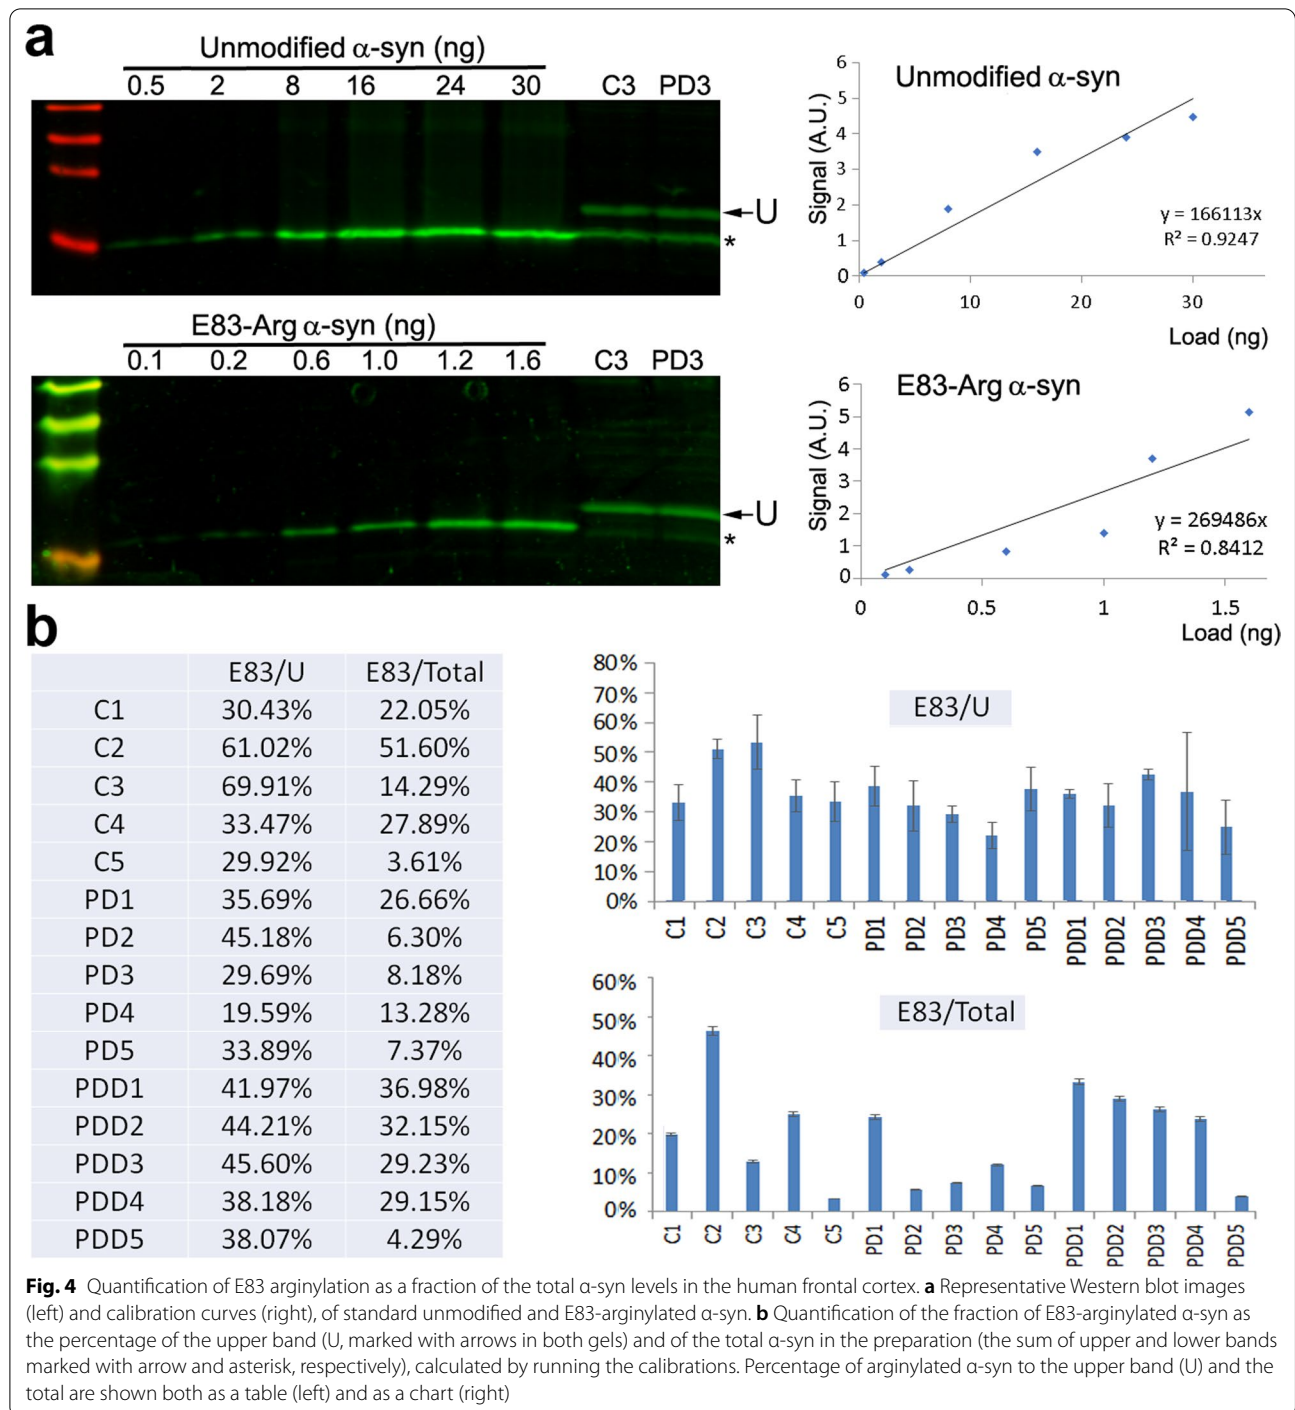 a
Unmodified α-syn (ng)
0.5 2 8 16 24 30 C3 PD3
U
*
Unmodified α-syn
Signal (A.U.)
6
5
4
3
2
1
0
y = 166113x
R² = 0.9247
0 10 20 30
Load (ng)
E83-Arg α-syn (ng)
0.1 0.2 0.6 1.0 1.2 1.6 C3 PD3
U
*
E83-Arg α-syn
Signal (A.U.)
6
5
4
3
2
1
0
y = 269486x
R² = 0.8412
0 0.5 1 1.5
Load (ng)
b
E83/U E83/Total
C1 30.43% 22.05%
C2 61.02% 51.60%
C3 69.91% 14.29%
C4 33.47% 27.89%
C5 29.92% 3.61%
PD1 35.69% 26.66%
PD2 45.18% 6.30%
PD3 29.69% 8.18%
PD4 19.59% 13.28%
PD5 33.89% 7.37%
PDD1 41.97% 36.98%
PDD2 44.21% 32.15%
PDD3 45.60% 29.23%
PDD4 38.18% 29.15%
PDD5 38.07% 4.29%
E83/U
80%
70%
60%
50%
40%
30%
20%
10%
0%
C1 C2 C3 C4 C5 PD1 PD2 PD3 PD4 PD5 PDD1 PDD2 PDD3 PDD4 PDD5
E83/Total
60%
50%
40%
30%
20%
10%
0%
C1 C2 C3 C4 C5 PD1 PD2 PD3 PD4 PD5 PDD1 PDD2 PDD3 PDD4 PDD5
Fig. 4 Quantification of E83 arginylation as a fraction of the total α-syn levels in the human frontal cortex. a Representative Western blot images
(left) and calibration curves (right), of standard unmodified and E83-arginylated α-syn. b Quantification of the fraction of E83-arginylated α-syn as
the percentage of the upper band (U, marked with arrows in both gels) and of the total α-syn in the preparation (the sum of upper and lower bands
marked with arrow and asterisk, respectively), calculated by running the calibrations. Percentage of arginylated α-syn to the upper band (U) and the
total are shown both as a table (left) and as a chart (right)